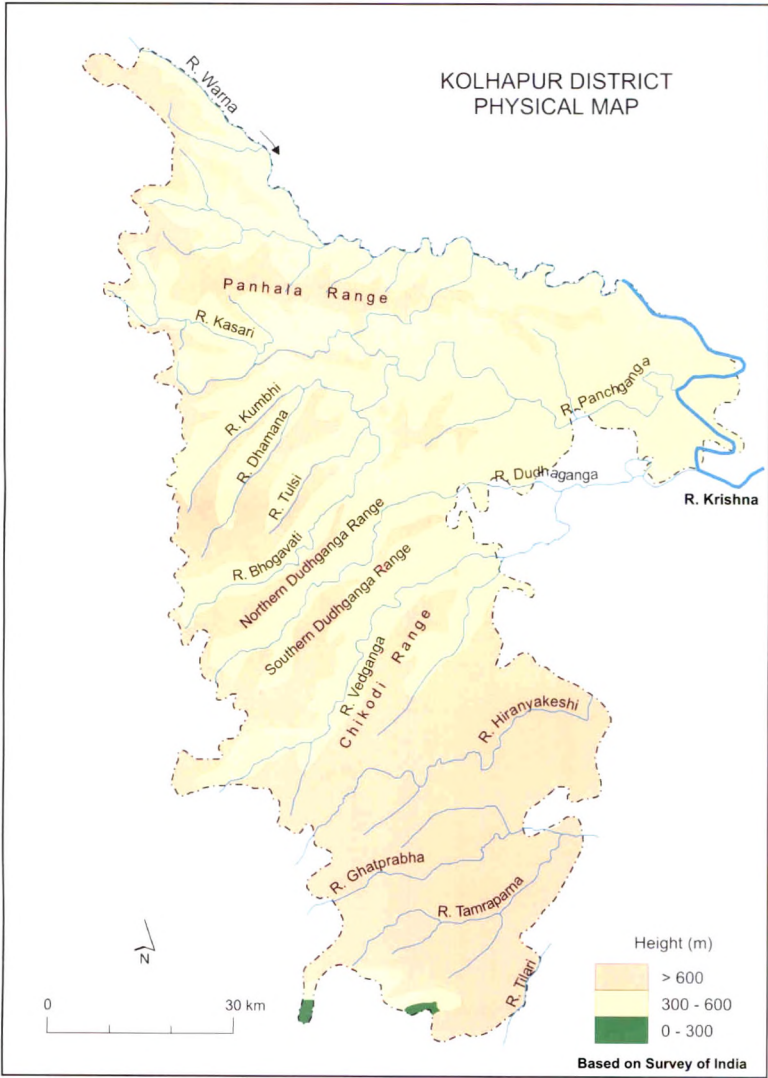 KOLHAPUR DISTRICT
PHYSICAL MAP
R. Warna
Panhala Range
R. Kasari
R. Kumbhi
R. Dhamana
R. Tulsi
R. Panchganga
R. Dudhaganga
R. Krishna
R. Bhogavati
Northern Dudhganga Range
Southern Dudhganga Range
R. Vedganga
Chikodi Range
R. Hiranyakeshi
R. Ghatprabha
R. Tamraparna
R. Tilari
N
0 30 km
Height (m)
> 600
300 - 600
0 - 300
Based on Survey of India